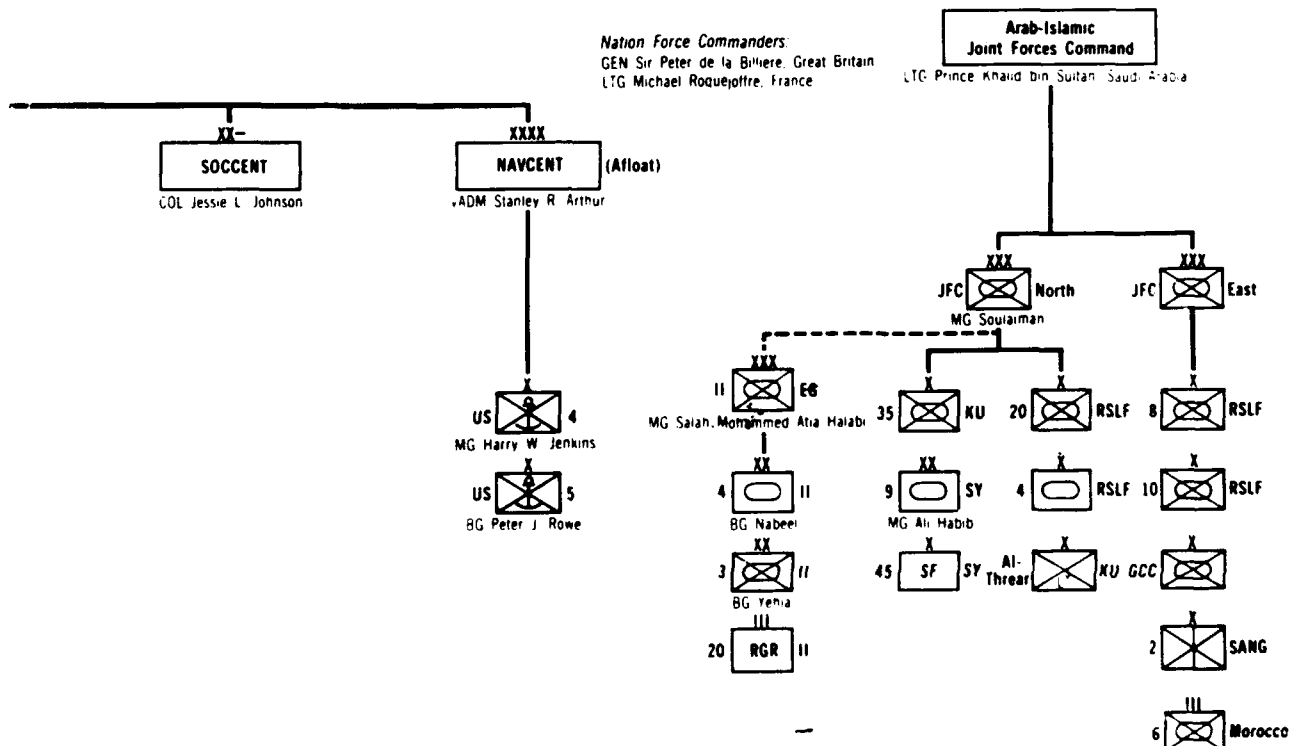 Nation Force Commanders:
GEN Sir Peter de la Billiere, Great Britain
LTG Michael Roquejoffre, France
Arab-Islamic
Joint Forces Command
LTG Prince Khalid bin Sultan, Saudi Arabia
XX-
SOCCENT
COL Jessie L. Johnson
XXXX
NAVCENT (Afloat)
VADM Stanley R. Arthur
XXX
JFC North
MG Soulaiman
XXX
JFC East
X
US 4
MG Harry W. Jenkins
X
US 5
BG Peter J. Rowe
XXX
II EG
MG Salah Mohammed Atia Halabi
XX
4 II
BG Nabeel
XX
3 II
BG Yehia
III
20 RGR II
X
35 KU
XX
9 SY
MG Ali Habib
X
45 SF SY
X
20 RSLF
X
4 RSLF
X
Al-
Threar KU
X
8 RSLF
X
10 RSLF
X
GCC
X
2 SANG
III
6 Morocco